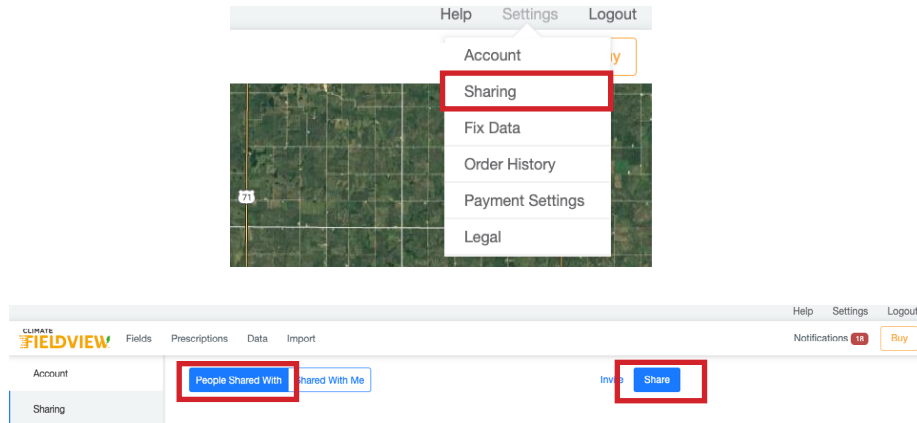 Help Settings Logout
Account
y
Sharing
Fix Data
Order History
71
Payment Settings
Legal
Help Settings Logout
CLIMATE
FIELDVIEW Fields Prescriptions Data Import Notifications 18 Buy
Account People Shared With Shared With Me Invite Share
Sharing